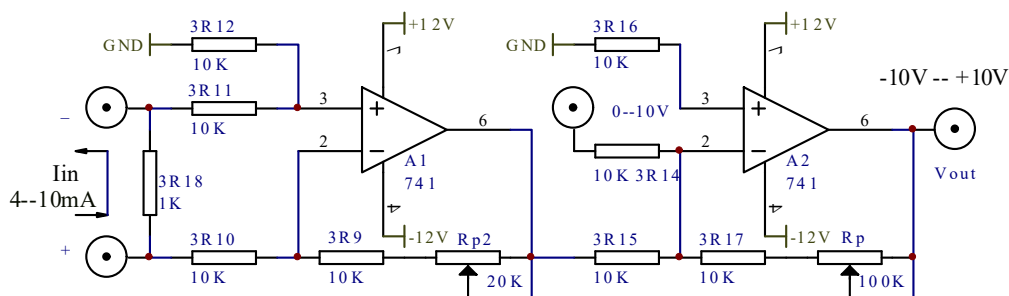 3R12
GND
10K
3R11
10K
–
Iin
4--10mA
3R18
1K
+
3R10
10K
3R9
10K
Rp2
20K
+12V
7
3
+
2
–
6
A1
741
4
-12V
3R16
GND
10K
0--10V
10K 3R14
3R15
10K
3R17
10K
Rp
100K
+12V
7
3
+
2
–
6
A2
741
4
-12V
-10V -- +10V
Vout